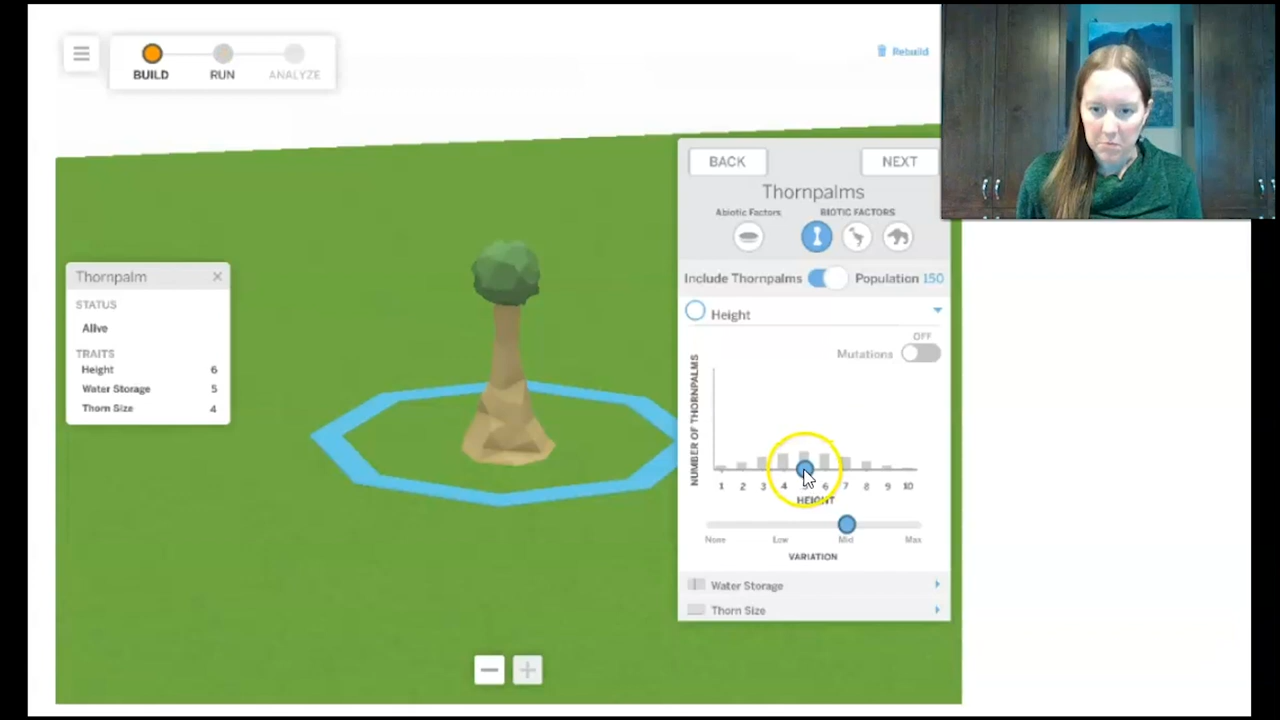 BUILD RUN ANALYZE
Rebuild
BACK NEXT
Thornpalms
Abiotic Factors BIOTIC FACTORS
Include Thornpalms Population 150
Height
OFF
Mutations
NUMBER OF THORNPALMS
1 2 3 4 5 6 7 8 9 10
HEIGHT
None Low Mid Max
VARIATION
Water Storage
Thorn Size
Thornpalm
STATUS
Alive
TRAITS
Height 6
Water Storage 5
Thorn Size 4